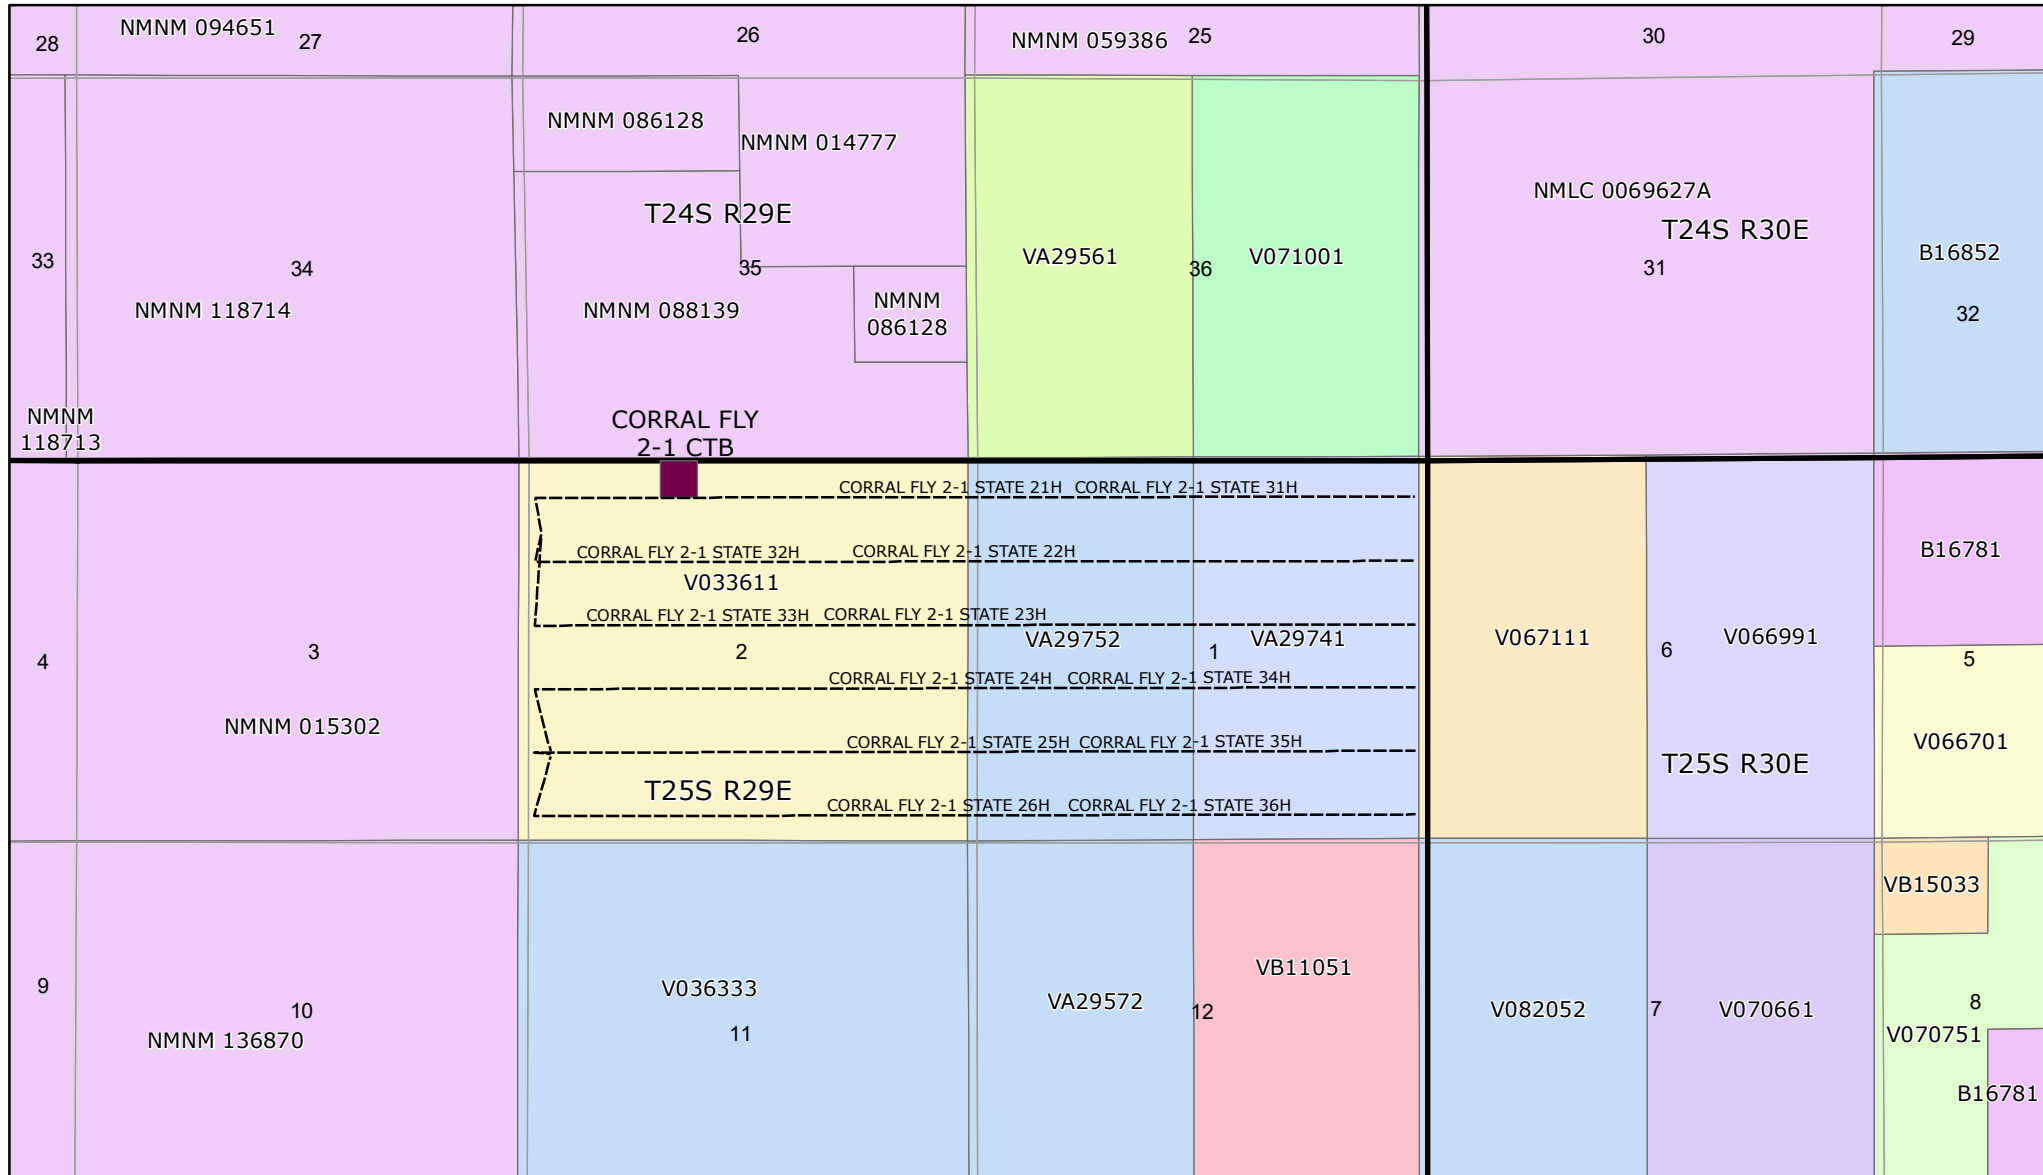 NMNM 094651
28
27
26
NMNM 059386
25
30
29
NMNM 086128
NMNM 014777
T24S R29E
NMLC 0069627A
T24S R30E
33
34
35
VA29561
36
V071001
31
B16852
32
NMNM 118714
NMNM 088139
NMNM
086128
NMNM
118713
CORRAL FLY
2-1 CTB
CORRAL FLY 2-1 STATE 21H
CORRAL FLY 2-1 STATE 31H
CORRAL FLY 2-1 STATE 32H
CORRAL FLY 2-1 STATE 22H
V033611
CORRAL FLY 2-1 STATE 33H
CORRAL FLY 2-1 STATE 23H
B16781
4
3
2
VA29752
1
VA29741
V067111
6
V066991
5
CORRAL FLY 2-1 STATE 24H
CORRAL FLY 2-1 STATE 34H
NMNM 015302
CORRAL FLY 2-1 STATE 25H
CORRAL FLY 2-1 STATE 35H
V066701
T25S R29E
T25S R30E
CORRAL FLY 2-1 STATE 26H
CORRAL FLY 2-1 STATE 36H
VB15033
9
10
NMNM 136870
V036333
11
VA29572
12
VB11051
V082052
7
V070661
8
V070751
B16781